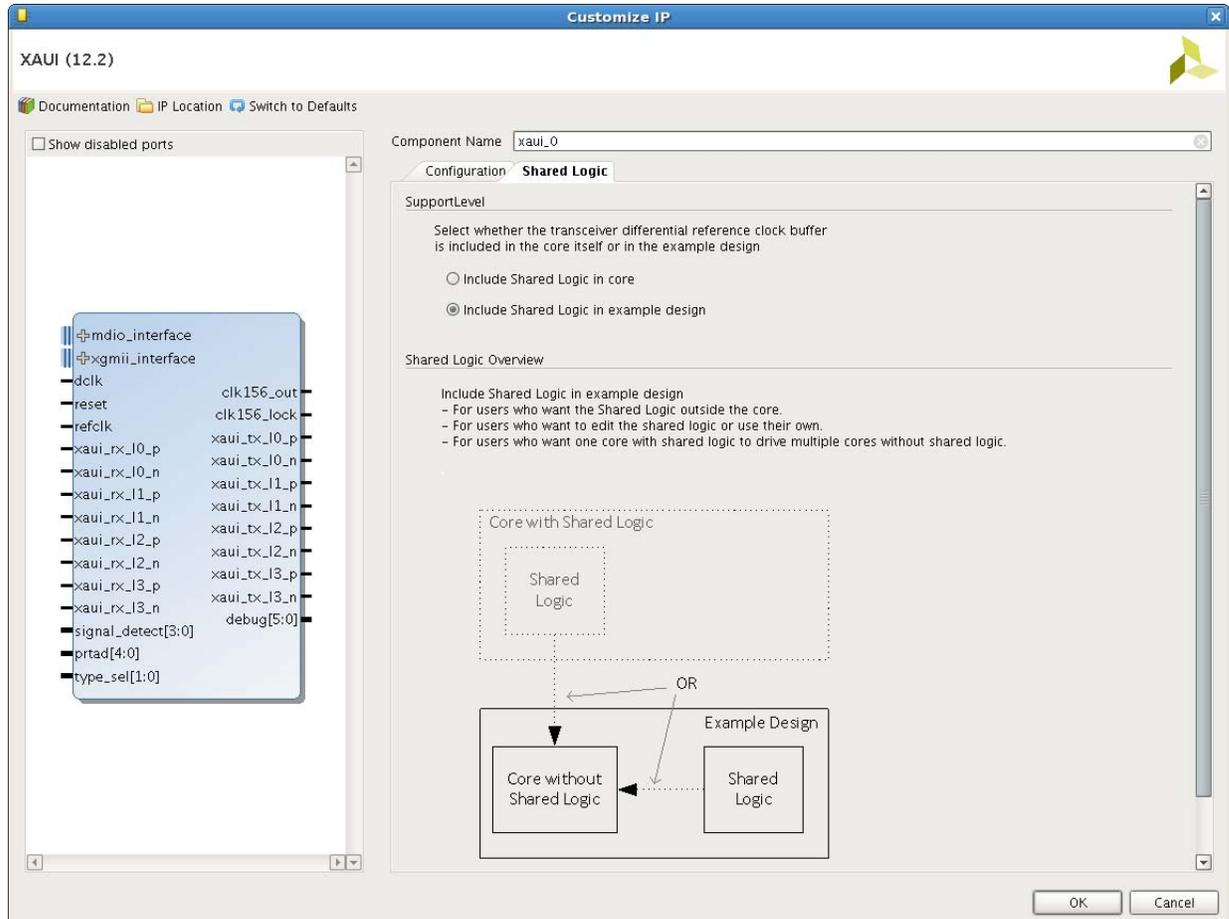 Customize IP
XAUI (12.2)
Documentation IP Location Switch to Defaults
Show disabled ports
mdio_interface
xgmii_interface
dclk
reset
refclk
xaui_rx_l0_p
xaui_rx_l0_n
xaui_rx_l1_p
xaui_rx_l1_n
xaui_rx_l2_p
xaui_rx_l2_n
xaui_rx_l3_p
xaui_rx_l3_n
signal_detect[3:0]
prtad[4:0]
type_sel[1:0]
clk156_out
clk156_lock
xaui_tx_l0_p
xaui_tx_l0_n
xaui_tx_l1_p
xaui_tx_l1_n
xaui_tx_l2_p
xaui_tx_l2_n
xaui_tx_l3_p
xaui_tx_l3_n
debug[5:0]
Component Name xaui_0
Configuration Shared Logic
SupportLevel
Select whether the transceiver differential reference clock buffer
is included in the core itself or in the example design
Include Shared Logic in core
Include Shared Logic in example design
Shared Logic Overview
Include Shared Logic in example design
– For users who want the Shared Logic outside the core.
– For users who want to edit the shared logic or use their own.
– For users who want one core with shared logic to drive multiple cores without shared logic.
Core with Shared Logic
Shared
Logic
OR
Example Design
Core without
Shared Logic
Shared
Logic
OK Cancel